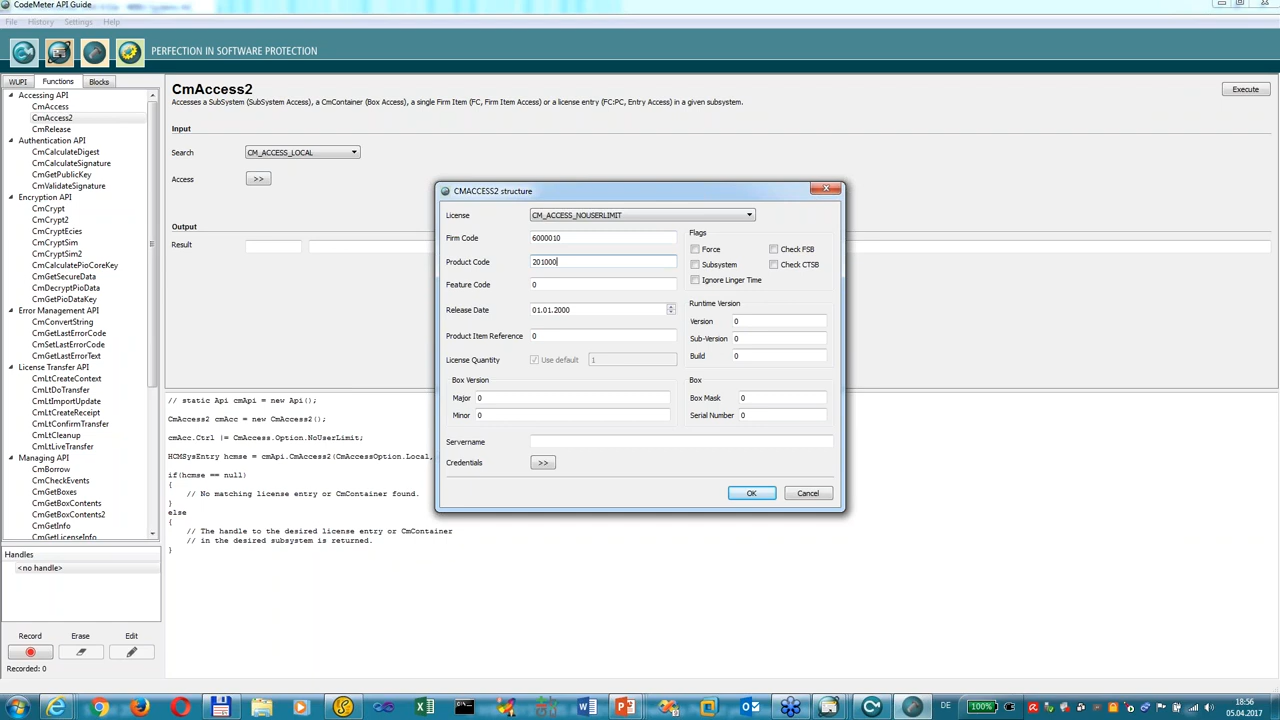 CodeMeter API Guide
File History Settings Help
PERFECTION IN SOFTWARE PROTECTION
WUPI Functions Blocks
Accessing API
CmAccess
CmAccess2
CmRelease
Authentication API
CmCalculateDigest
CmCalculateSignature
CmGetPublicKey
CmValidateSignature
Encryption API
CmCrypt
CmCrypt2
CmCryptEcies
CmCryptSim
CmCryptSim2
CmCalculatePioCoreKey
CmGetSecureData
CmDecryptPioData
CmGetPioDataKey
Error Management API
CmConvertString
CmGetLastErrorCode
CmSetLastErrorCode
CmGetLastErrorText
License Transfer API
CmLtCreateContext
CmLtDoTransfer
CmLtImportUpdate
CmLtCreateReceipt
CmLtConfirmTransfer
CmLtCleanup
CmLtLiveTransfer
Managing API
CmBorrow
CmCheckEvents
CmGetBoxes
CmGetBoxContents
CmGetBoxContents2
CmGetInfo
CmGetLicenseInfo
Handles
<no handle>
Record Erase Edit
Recorded: 0
CmAccess2
Accesses a SubSystem (SubSystem Access), a CmContainer (Box Access), a single Firm Item (FC, Firm Item Access) or a license entry (FC:PC, Entry Access) in a given subsystem.
Execute
Input
Search CM_ACCESS_LOCAL
Access >>
Output
Result
CMACCESS2 structure
License CM_ACCESS_NOUSERLIMIT
Firm Code 6000010
Product Code 201000
Feature Code 0
Release Date 01.01.2000
Product Item Reference 0
License Quantity Use default 1
Box Version
Major 0
Minor 0
Flags
Force Check FSB
Subsystem Check CTSB
Ignore Linger Time
Runtime Version
Version 0
Sub-Version 0
Build 0
Box
Box Mask 0
Serial Number 0
Servername
Credentials >>
OK Cancel
// static Api cmApi = new Api();
CmAccess2 cmAcc = new CmAccess2();
cmAcc.Ctrl |= CmAccess.Option.NoUserLimit;
HCMSysEntry hcmse = cmApi.CmAccess2(CmAccessOption.Local,
if(hcmse == null)
{
// No matching license entry or CmContainer found.
}
else
{
// The handle to the desired license entry or CmContainer
// in the desired subsystem is returned.
}
DE 100% 18:56
05.04.2017